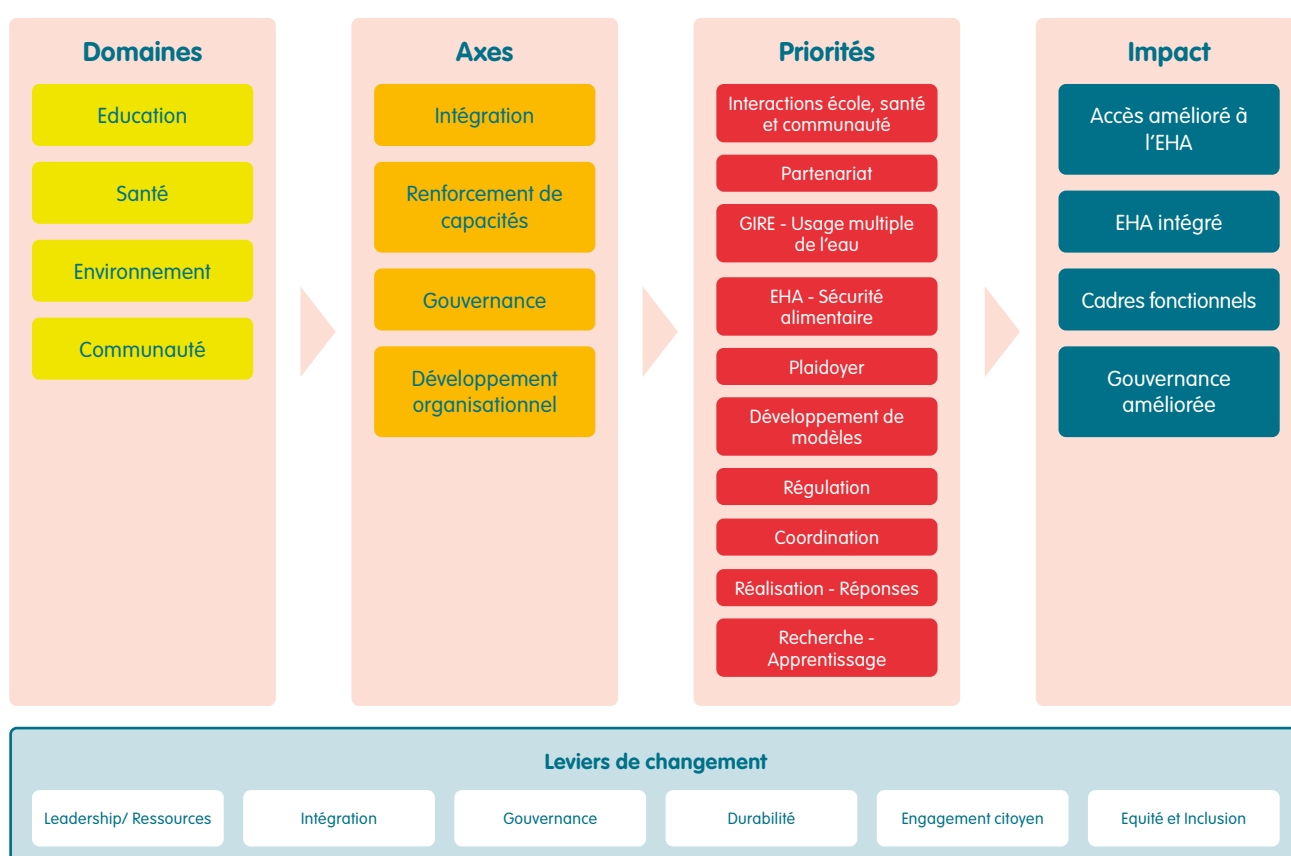 Domaines
Education
Santé
Environnement
Communauté
Axes
Intégration
Renforcement de
capacités
Gouvernance
Développement
organisationnel
Priorités
Interactions école, santé
et communauté
Partenariat
GIRE - Usage multiple
de l'eau
EHA - Sécurité
alimentaire
Plaidoyer
Développement de
modèles
Régulation
Coordination
Réalisation - Réponses
Recherche -
Apprentissage
Impact
Accès amélioré à
l'EHA
EHA intégré
Cadres fonctionnels
Gouvernance
améliorée
Leviers de changement
Leadership/ Ressources
Intégration
Gouvernance
Durabilité
Engagement citoyen
Equité et Inclusion